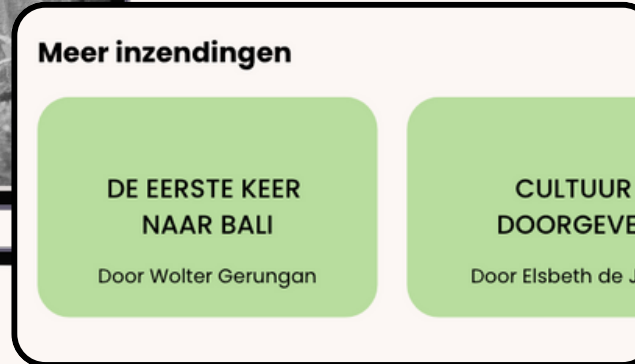 Meer inzendingen
DE EERSTE KEER
NAAR BALI
Door Wolter Gerungan
CULTUUR
Door Elsbeth de